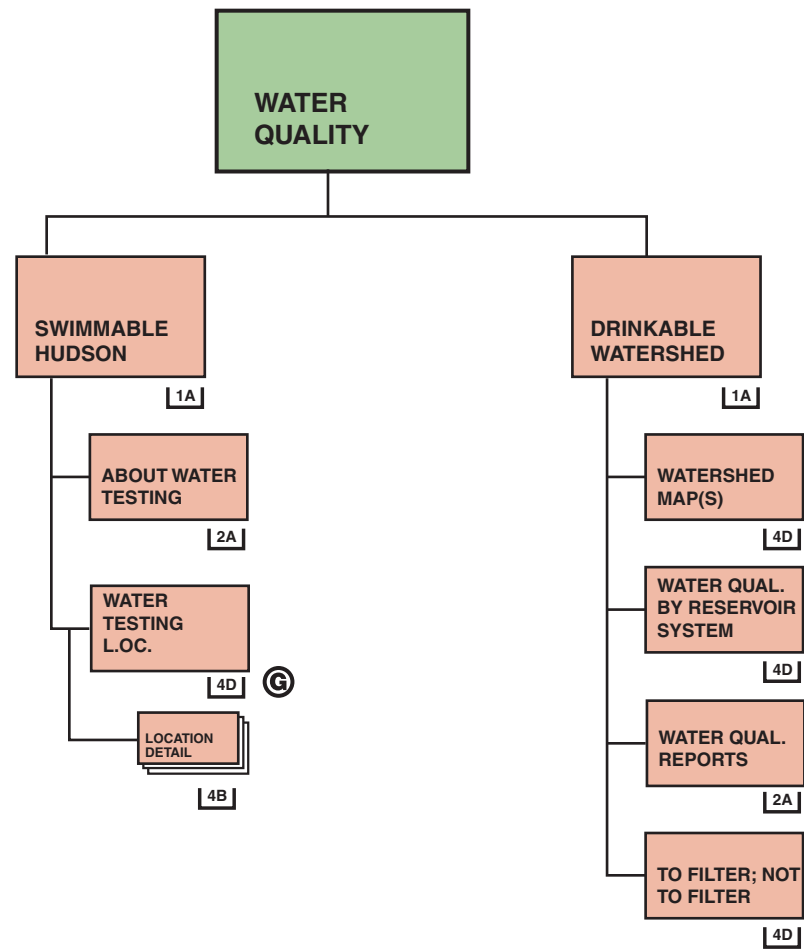 WATER
QUALITY
SWIMMABLE
HUDSON
1A
ABOUT WATER
TESTING
2A
WATER
TESTING
L.OC.
4D
G
LOCATION
DETAIL
4B
DRINKABLE
WATERSHED
1A
WATERSHED
MAP(S)
4D
WATER QUAL.
BY RESERVOIR
SYSTEM
4D
WATER QUAL.
REPORTS
2A
TO FILTER; NOT
TO FILTER
4D